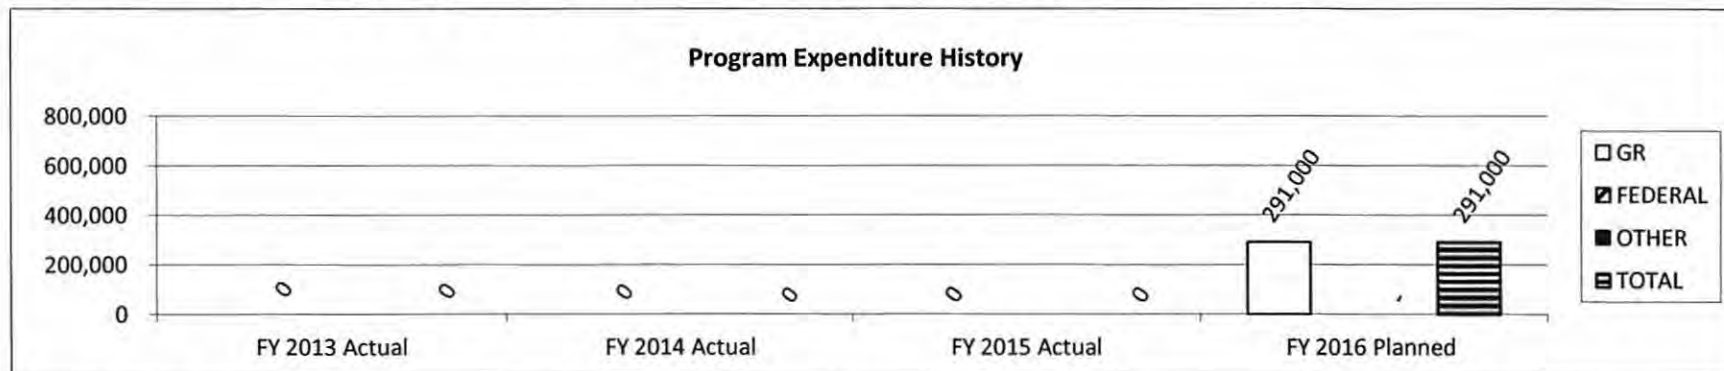 Program Expenditure History
800,000
600,000
400,000
200,000
0
291,000
291,000
0
0
0
0
0
0
FY 2013 Actual
FY 2014 Actual
FY 2015 Actual
FY 2016 Planned
GR
FEDERAL
OTHER
TOTAL